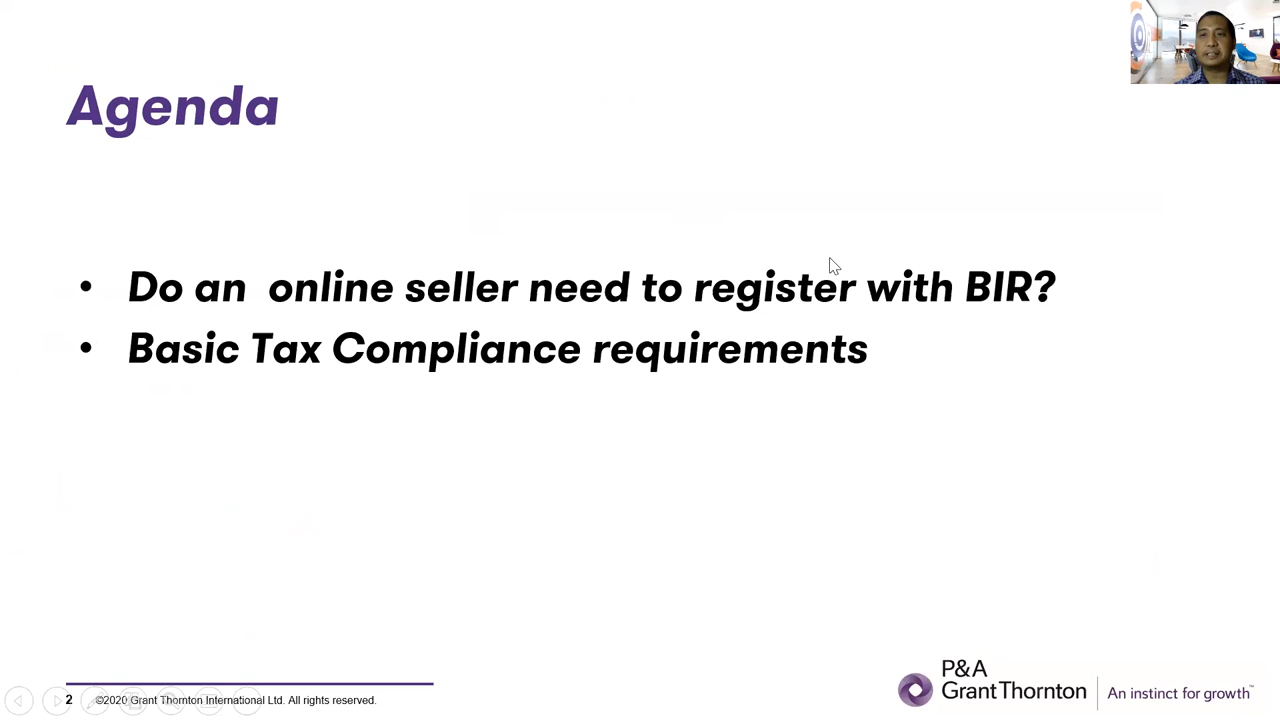 Agenda
• Do an  online seller need to register with BIR?
• Basic Tax Compliance requirements
2 ©2020 Grant Thornton International Ltd. All rights reserved.
P&A
Grant Thornton
An instinct for growth™